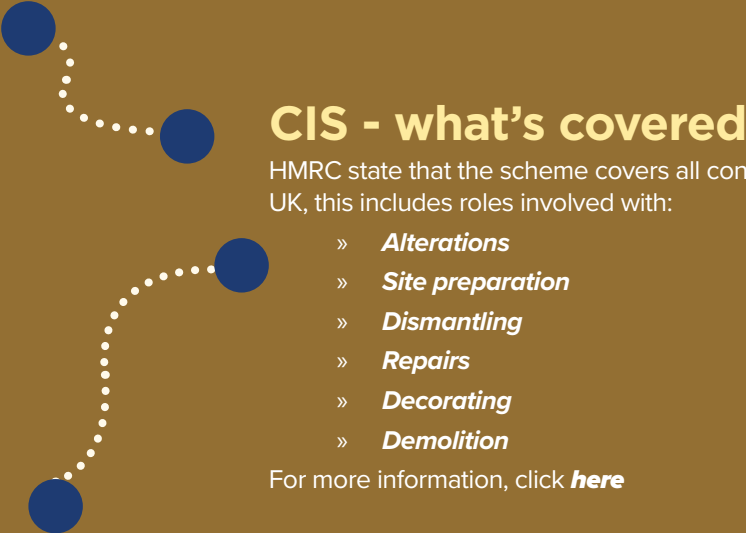 CIS - what's covered
HMRC state that the scheme covers all con
UK, this includes roles involved with:
» Alterations
» Site preparation
» Dismantling
» Repairs
» Decorating
» Demolition
For more information, click here